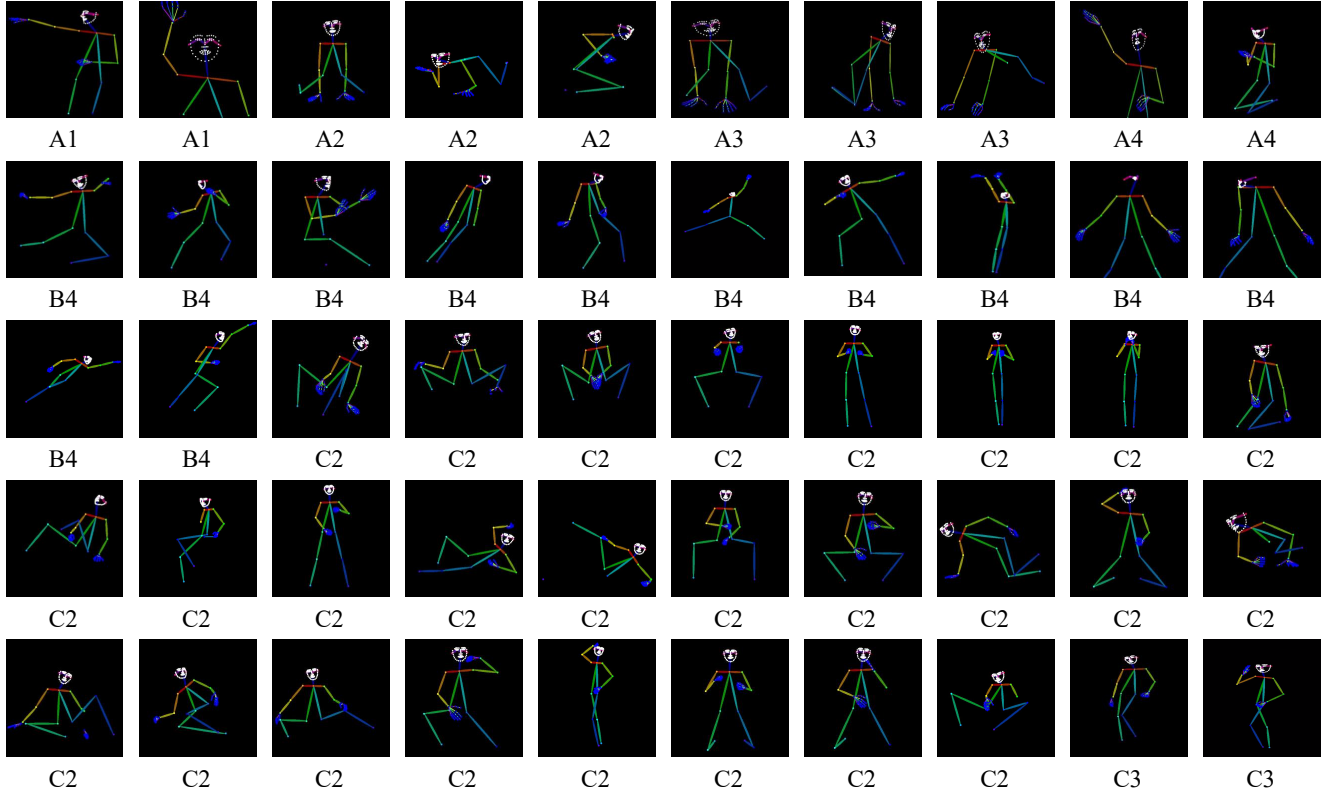 A1 A1 A2 A2 A2 A3 A3 A3 A4 A4
B4 B4 B4 B4 B4 B4 B4 B4 B4 B4
B4 B4 C2 C2 C2 C2 C2 C2 C2 C2
C2 C2 C2 C2 C2 C2 C2 C2 C2 C2
C2 C2 C2 C2 C2 C2 C2 C2 C3 C3